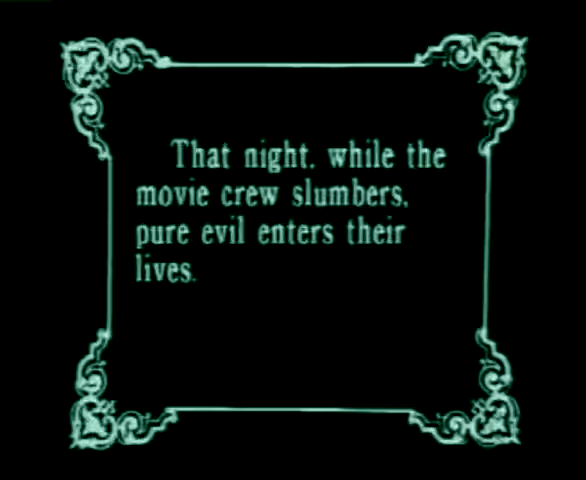 That night, while the
movie crew slumbers,
pure evil enters their
lives.